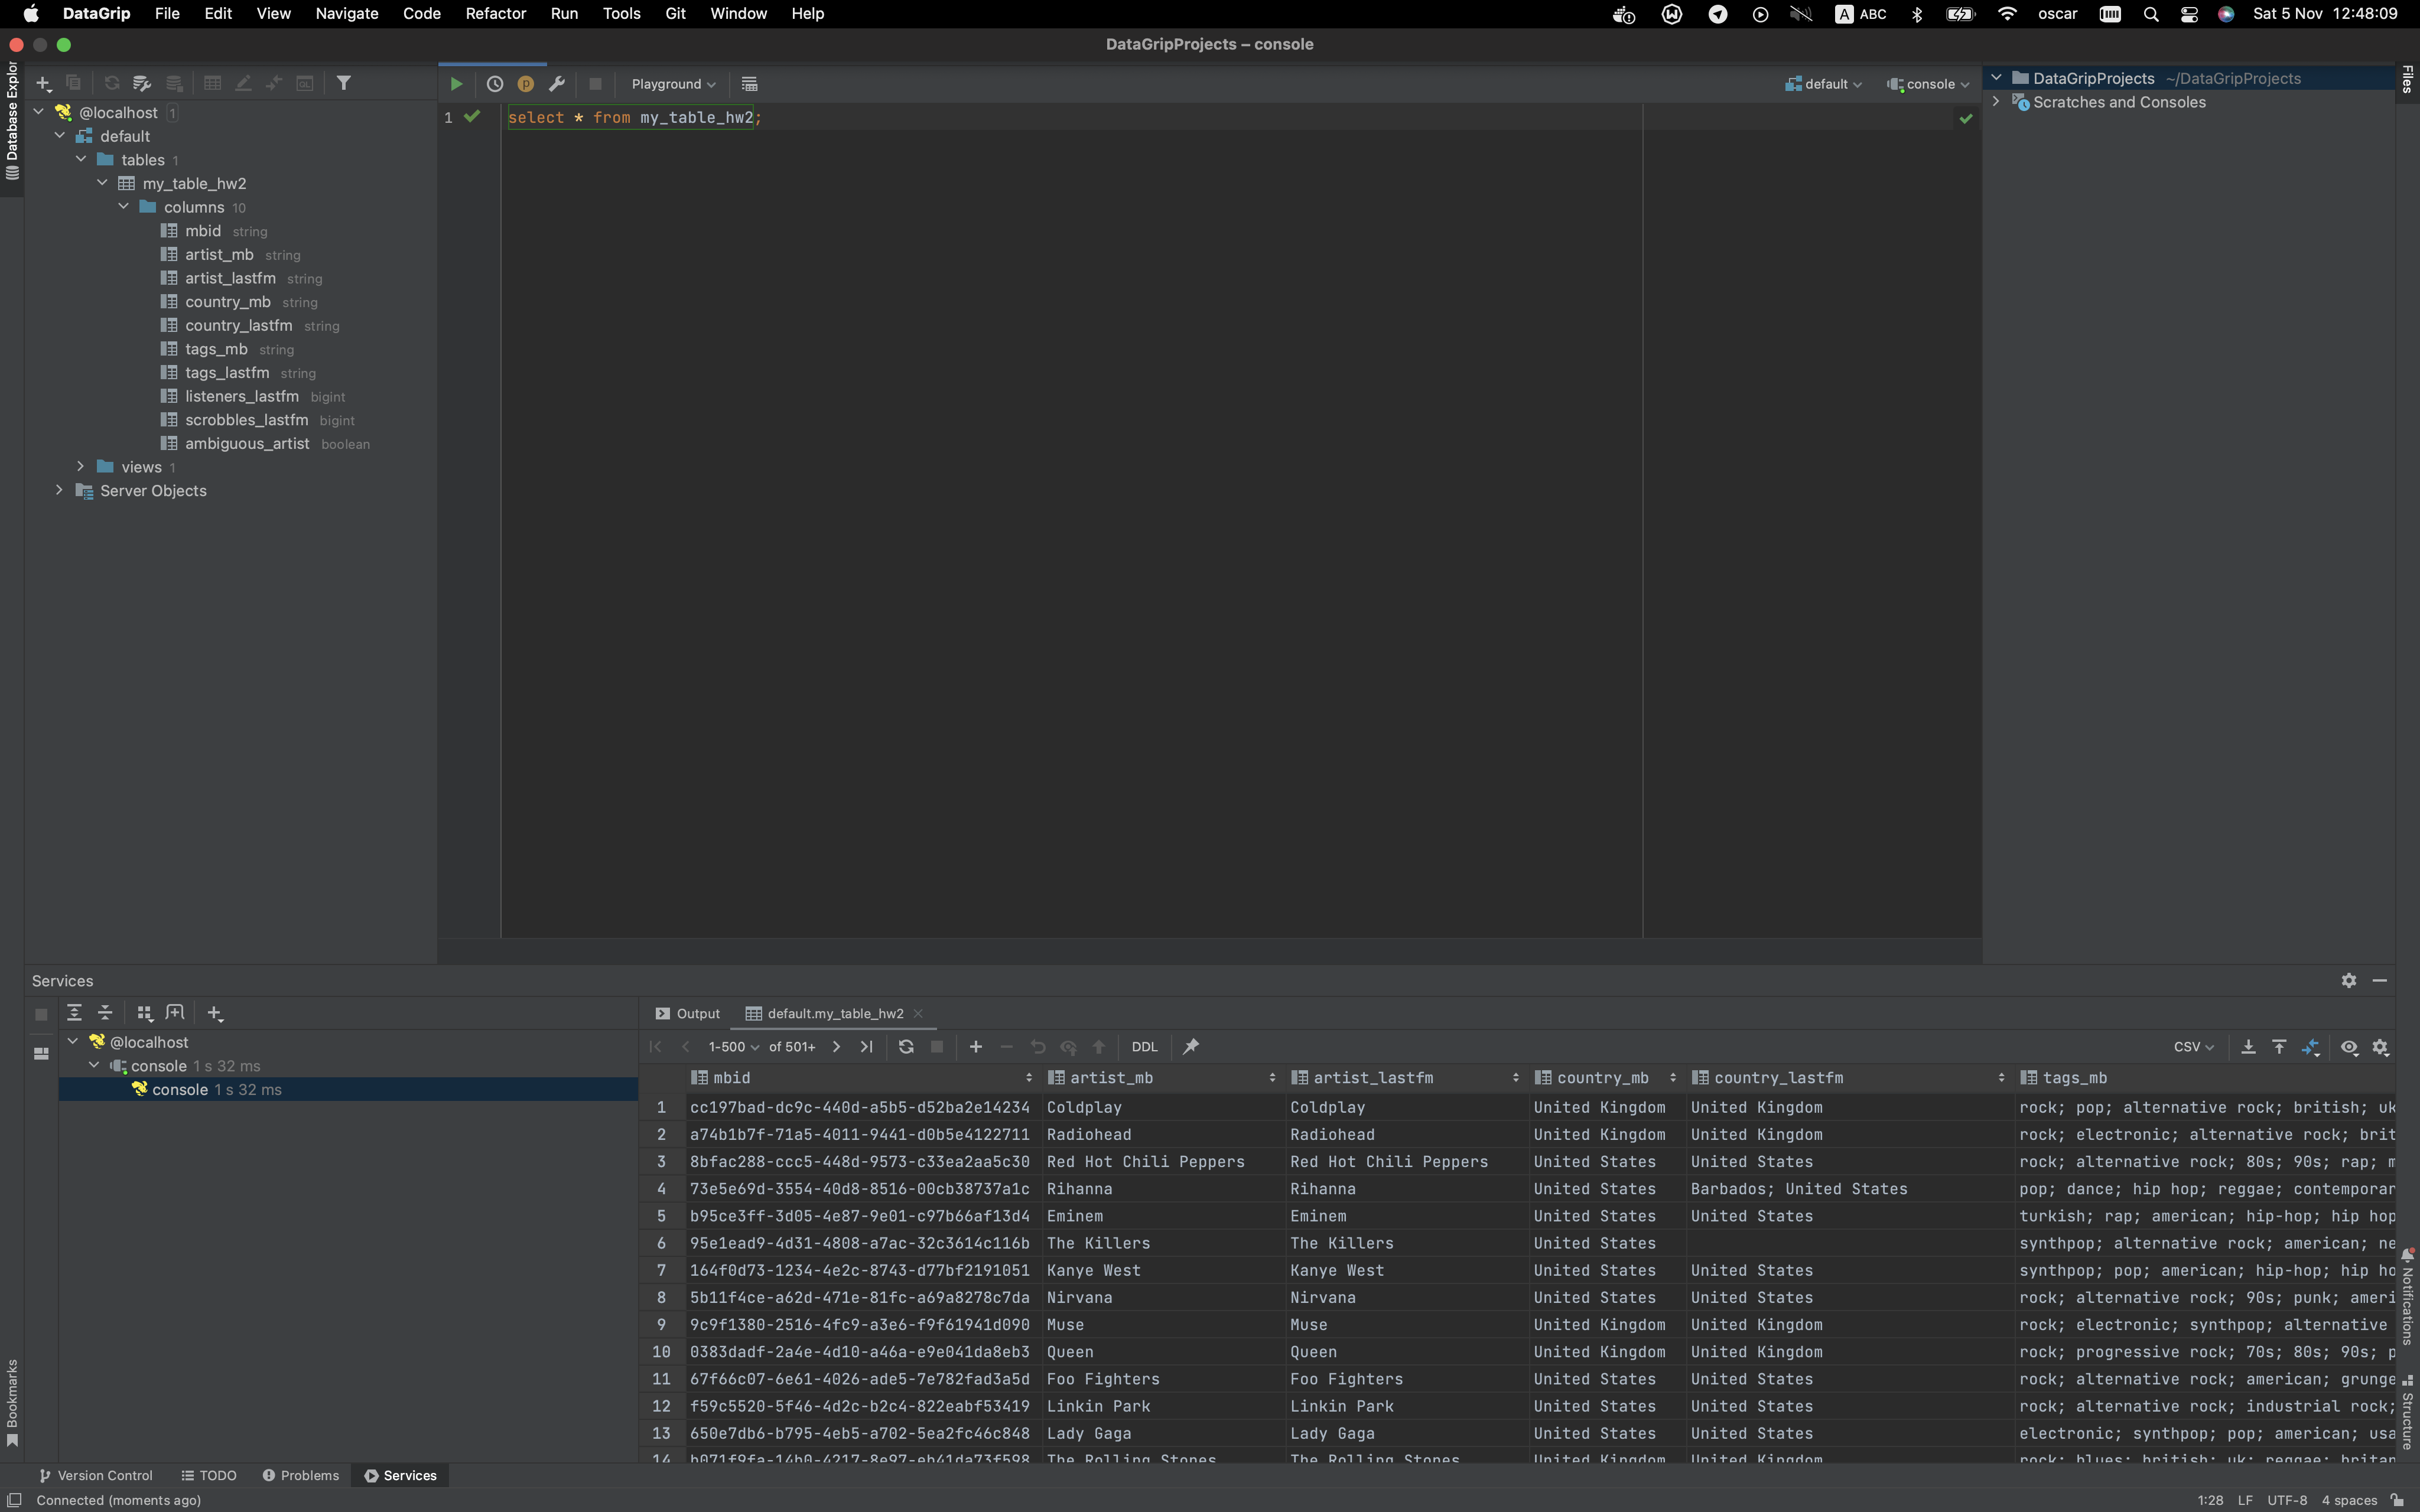 DataGrip File Edit View Navigate Code Refactor Run Tools Git Window Help A ABC oscar Sat 5 Nov 12:48:09
DataGripProjects – console
Database Explor
@localhost 1
default
tables 1
my_table_hw2
columns 10
mbid string
artist_mb string
artist_lastfm string
country_mb string
country_lastfm string
tags_mb string
tags_lastfm string
listeners_lastfm bigint
scrobbles_lastfm bigint
ambiguous_artist boolean
views 1
Server Objects
Playground default console
1 select * from my_table_hw2;
DataGripProjects ~/DataGripProjects
Scratches and Consoles
Files
Services
@localhost
console 1 s 32 ms
console 1 s 32 ms
Output default.my_table_hw2
1-500 of 501+ DDL CSV
mbid artist_mb artist_lastfm country_mb country_lastfm tags_mb
1 cc197bad-dc9c-440d-a5b5-d52ba2e14234 Coldplay Coldplay United Kingdom United Kingdom rock; pop; alternative rock; british; uk
2 a74b1b7f-71a5-4011-9441-d0b5e4122711 Radiohead Radiohead United Kingdom United Kingdom rock; electronic; alternative rock; brit
3 8bfac288-ccc5-448d-9573-c33ea2aa5c30 Red Hot Chili Peppers Red Hot Chili Peppers United States United States rock; alternative rock; 80s; 90s; rap; m
4 73e5e69d-3554-40d8-8516-00cb38737a1c Rihanna Rihanna United States Barbados; United States pop; dance; hip hop; reggae; contemporar
5 b95ce3ff-3d05-4e87-9e01-c97b66af13d4 Eminem Eminem United States United States turkish; rap; american; hip-hop; hip hop
6 95e1ead9-4d31-4808-a7ac-32c3614c116b The Killers The Killers United States synthpop; alternative rock; american; ne
7 164f0d73-1234-4e2c-8743-d77bf2191051 Kanye West Kanye West United States United States synthpop; pop; american; hip-hop; hip ho
8 5b11f4ce-a62d-471e-81fc-a69a8278c7da Nirvana Nirvana United States United States rock; alternative rock; 90s; punk; ameri
9 9c9f1380-2516-4fc9-a3e6-f9f61941d090 Muse Muse United Kingdom United Kingdom rock; electronic; synthpop; alternative
10 0383dadf-2a4e-4d10-a46a-e9e041da8eb3 Queen Queen United Kingdom United Kingdom rock; progressive rock; 70s; 80s; 90s; p
11 67f66c07-6e61-4026-ade5-7e782fad3a5d Foo Fighters Foo Fighters United States United States rock; alternative rock; american; grunge
12 f59c5520-5f46-4d2c-b2c4-822eabf53419 Linkin Park Linkin Park United States United States rock; alternative rock; industrial rock;
13 650e7db6-b795-4eb5-a702-5ea2fc46c848 Lady Gaga Lady Gaga United States United States electronic; synthpop; pop; american; usa
14 b071f9fa-14b0-4217-8e97-eb41da73f598 The Rolling Stones The Rolling Stones United Kingdom United Kingdom rock; blues; british; uk; reggae; britan
Notifications
Structure
Bookmarks
Version Control TODO Problems Services
Connected (moments ago) 1:28 LF UTF-8 4 spaces